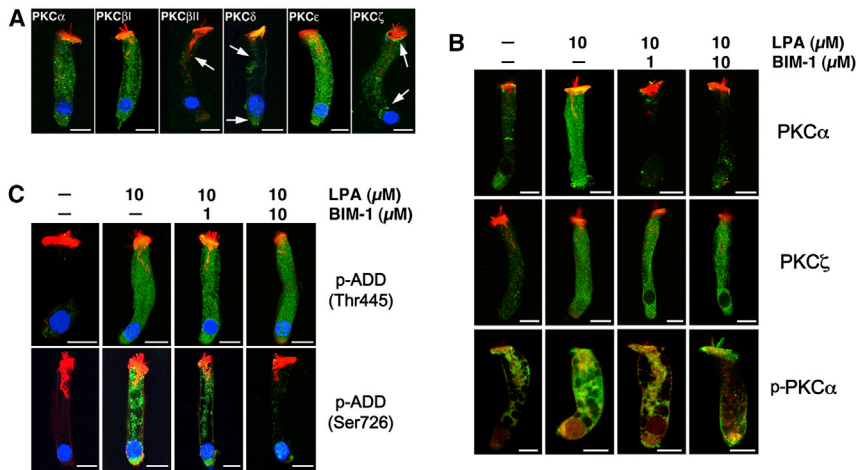 A
PKCα PKCβI PKCβII PKCδ PKCε PKCζ
B
– 10 10 10 LPA (μM)
– – 1 10 BIM-1 (μM)
PKCα
PKCζ
p-PKCα
C
– 10 10 10 LPA (μM)
– – 1 10 BIM-1 (μM)
p-ADD
(Thr445)
p-ADD
(Ser726)